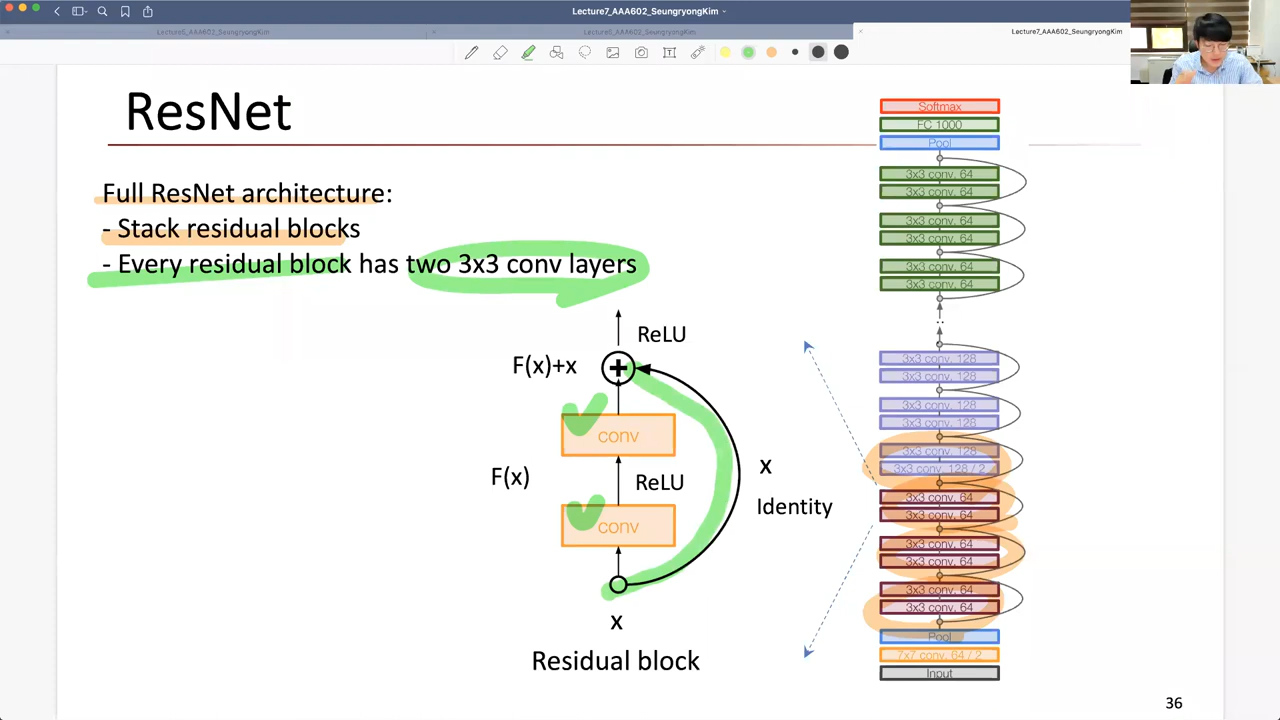 Lecture7_AAA602_SeungryongKim
Lecture5_AAA602_SeungryongKim
Lecture7_AAA602_SeungryongKim
ResNet
Full ResNet architecture:
- Stack residual blocks
- Every residual block has two 3x3 conv layers
ReLU
F(x)+x
conv
F(x)
ReLU
conv
x
Identity
x
Residual block
Softmax
FC 1000
Pool
3x3 conv, 64
3x3 conv, 64
3x3 conv, 64
3x3 conv, 64
3x3 conv, 64
3x3 conv, 64
..
3x3 conv, 128
3x3 conv, 128
3x3 conv, 128
3x3 conv, 128
3x3 conv, 128
3x3 conv, 128 / 2
3x3 conv, 64
3x3 conv, 64
3x3 conv, 64
3x3 conv, 64
3x3 conv, 64
3x3 conv, 64
Pool
7x7 conv, 64 / 2
Input
36